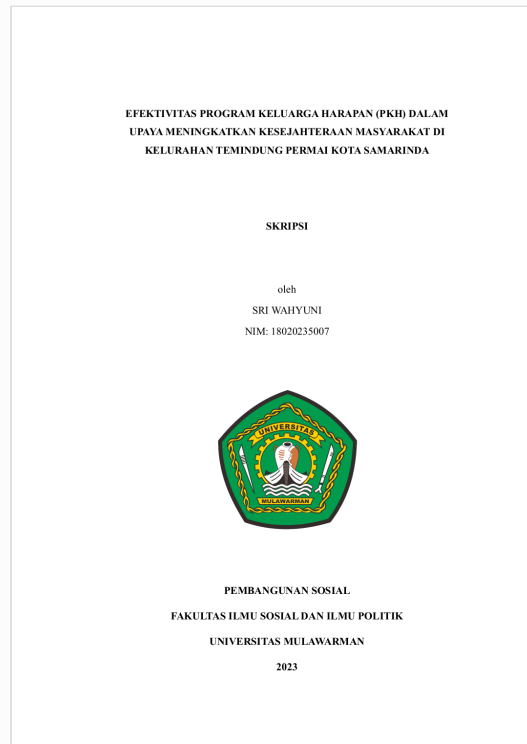 EFEKTIVITAS PROGRAM KELUARGA HARAPAN (PKH) DALAM
UPAYA MENINGKATKAN KESEJAHTERAAN MASYARAKAT DI
KELURAHAN TEMINDUNG PERMAI KOTA SAMARINDA
SKRIPSI
oleh
SRI WAHYUNI
NIM: 18020235007
UNIVERSITAS
MULAWARMAN
PEMBANGUNAN SOSIAL
FAKULTAS ILMU SOSIAL DAN ILMU POLITIK
UNIVERSITAS MULAWARMAN
2023